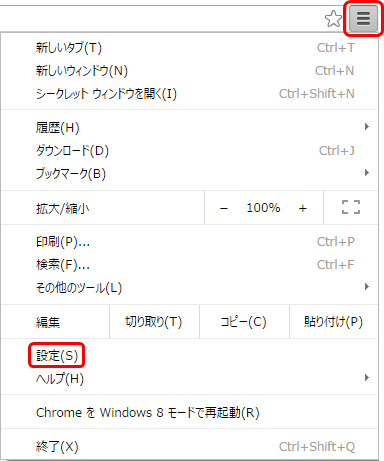 新しいタブ(T) Ctrl+T
新しいウィンドウ(N) Ctrl+N
シークレット ウィンドウを開く(I) Ctrl+Shift+N
履歴(H)
ダウンロード(D) Ctrl+J
ブックマーク(B)
拡大/縮小 － 100% +
印刷(P)... Ctrl+P
検索(F)... Ctrl+F
その他のツール(L)
編集 切り取り(T) コピー(C) 貼り付け(P)
設定(S)
ヘルプ(H)
Chrome を Windows 8 モードで再起動(R)
終了(X) Ctrl+Shift+Q